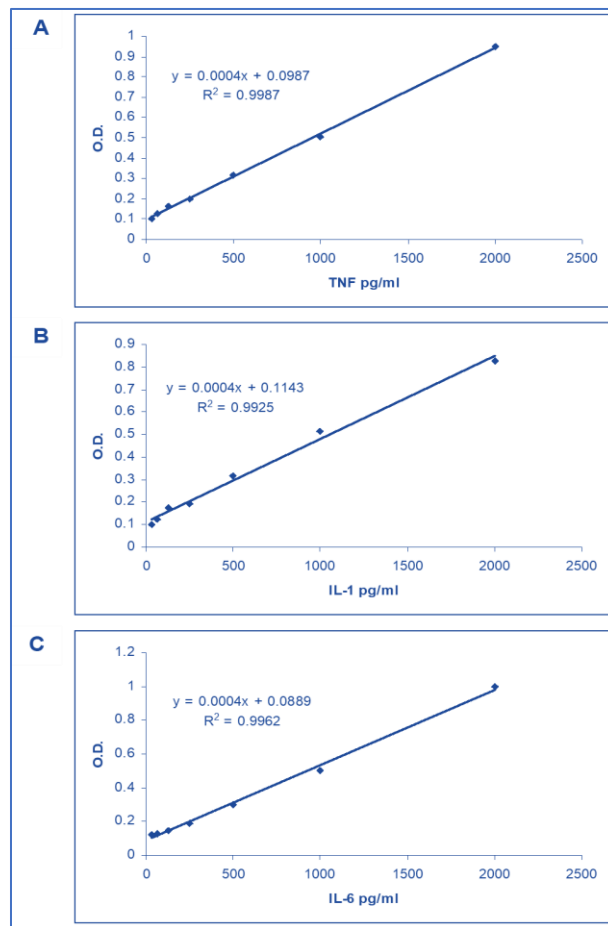 A
1
0.9
0.8
0.7
0.6
0.5
0.4
0.3
0.2
0.1
0
O.D.
y = 0.0004x + 0.0987
R² = 0.9987
0 500 1000 1500 2000 2500
TNF pg/ml
B
0.9
0.8
0.7
0.6
0.5
0.4
0.3
0.2
0.1
0
O.D.
y = 0.0004x + 0.1143
R² = 0.9925
0 500 1000 1500 2000 2500
IL-1 pg/ml
C
1.2
1
0.8
0.6
0.4
0.2
0
O.D.
y = 0.0004x + 0.0889
R² = 0.9962
0 500 1000 1500 2000 2500
IL-6 pg/ml